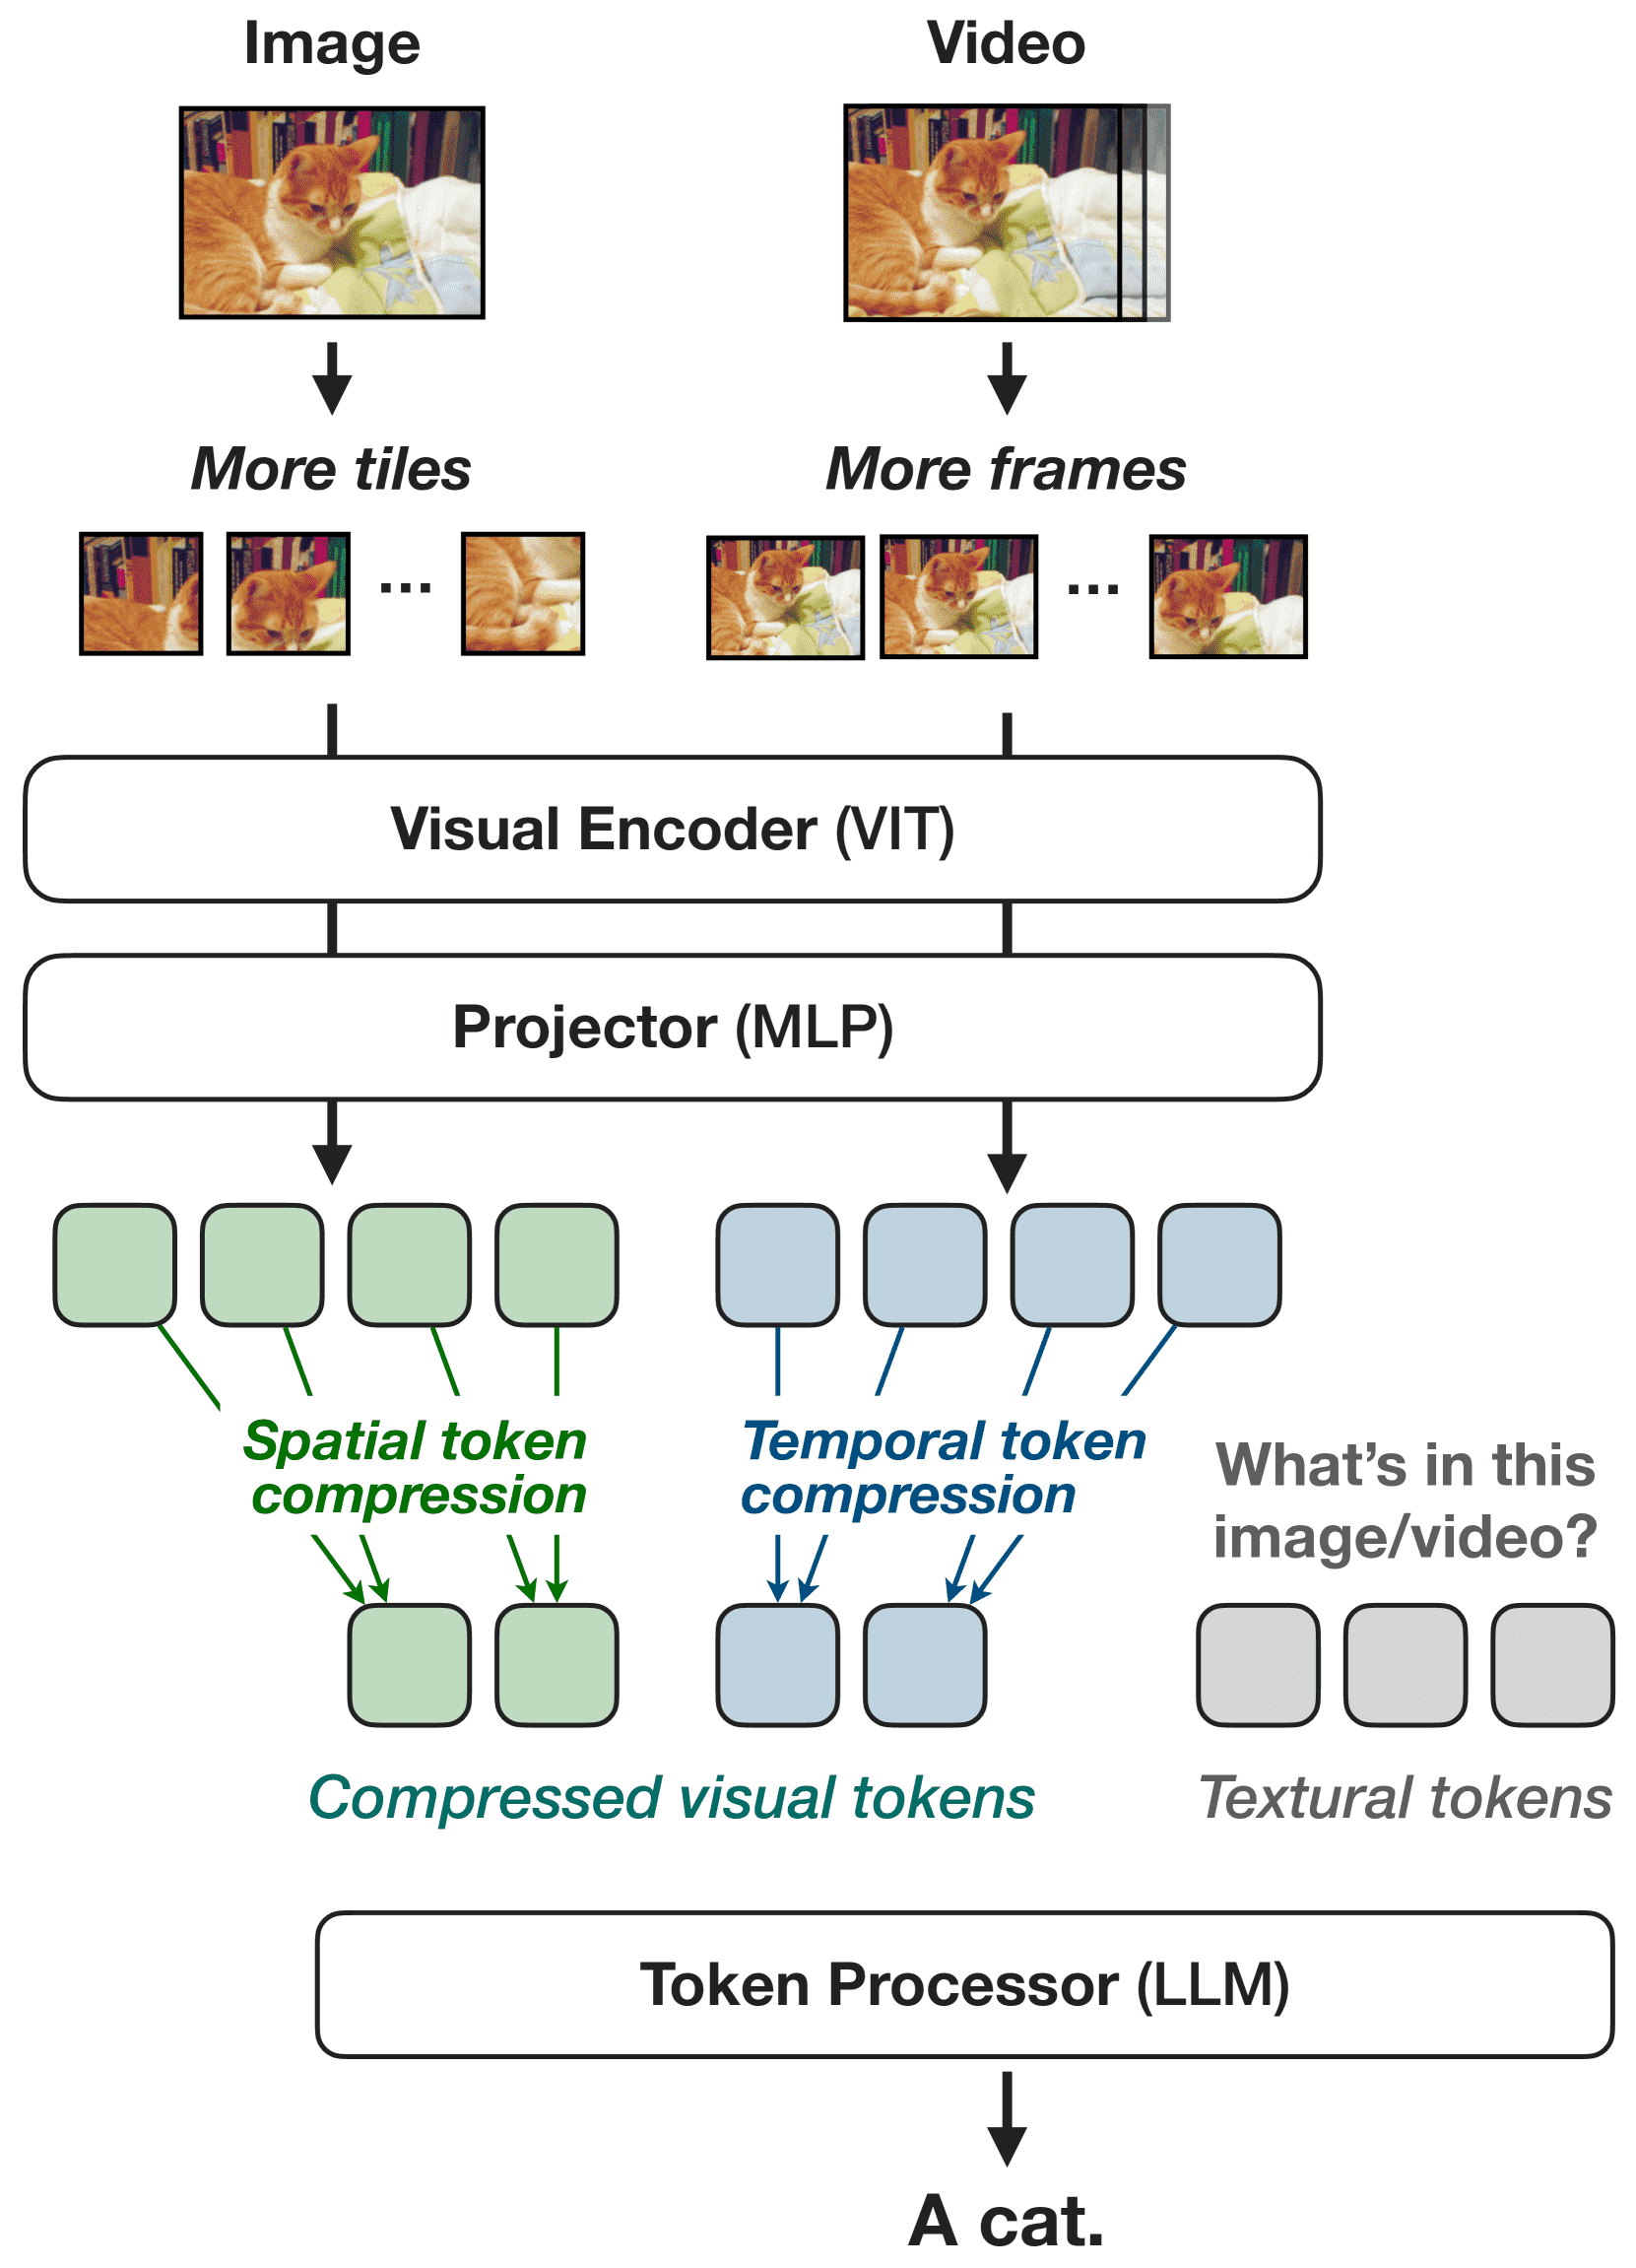 Image
Video
More tiles
More frames
...
...
Visual Encoder (VIT)
Projector (MLP)
Spatial token
compression
Temporal token
compression
What's in this
image/video?
Compressed visual tokens
Textural tokens
Token Processor (LLM)
A cat.